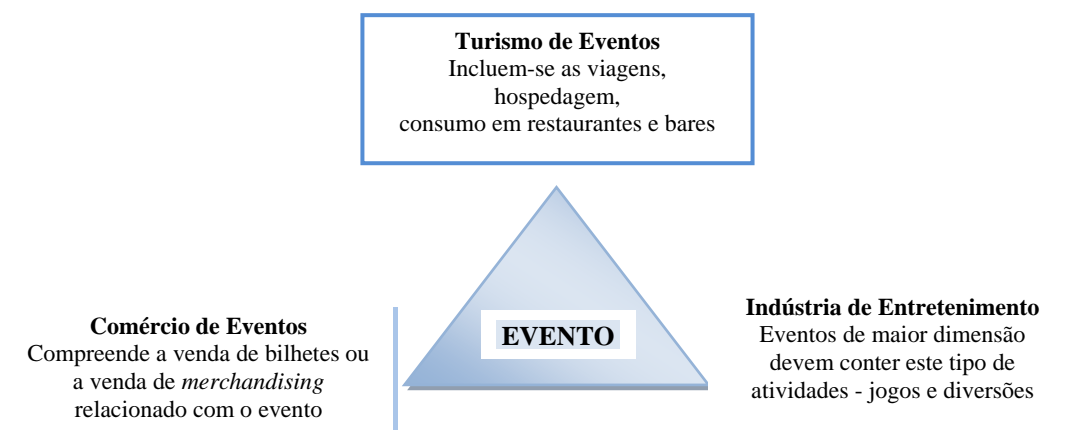 Turismo de Eventos
Incluem-se as viagens,
hospedagem,
consumo em restaurantes e bares
Comércio de Eventos
Compreende a venda de bilhetes ou
a venda de merchandising
relacionado com o evento
EVENTO
Indústria de Entretenimento
Eventos de maior dimensão
devem conter este tipo de
atividades - jogos e diversões